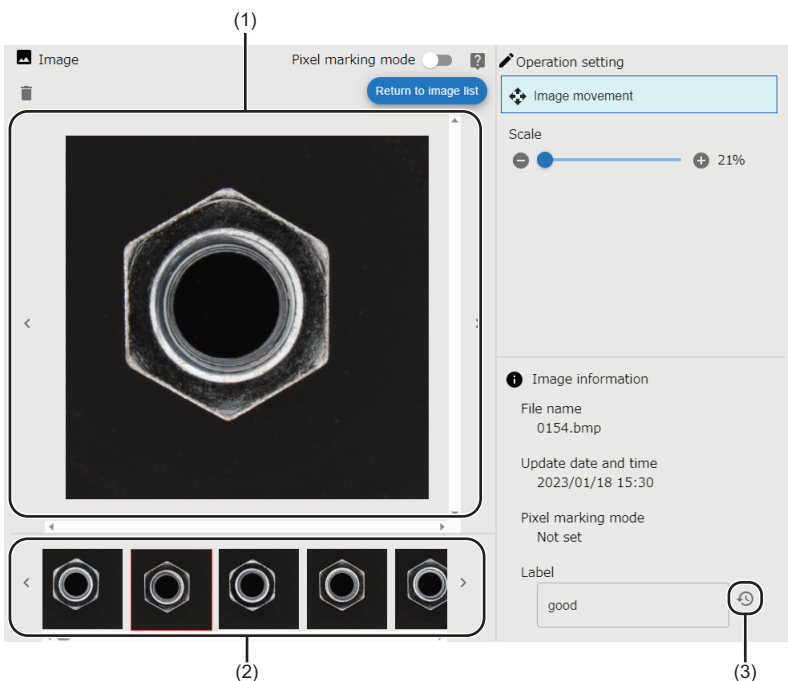 (1)
Image
Pixel marking mode
?
Return to image list
Operation setting
Image movement
Scale
21%
Image information
File name
0154.bmp
Update date and time
2023/01/18 15:30
Pixel marking mode
Not set
Label
good
(2)
(3)